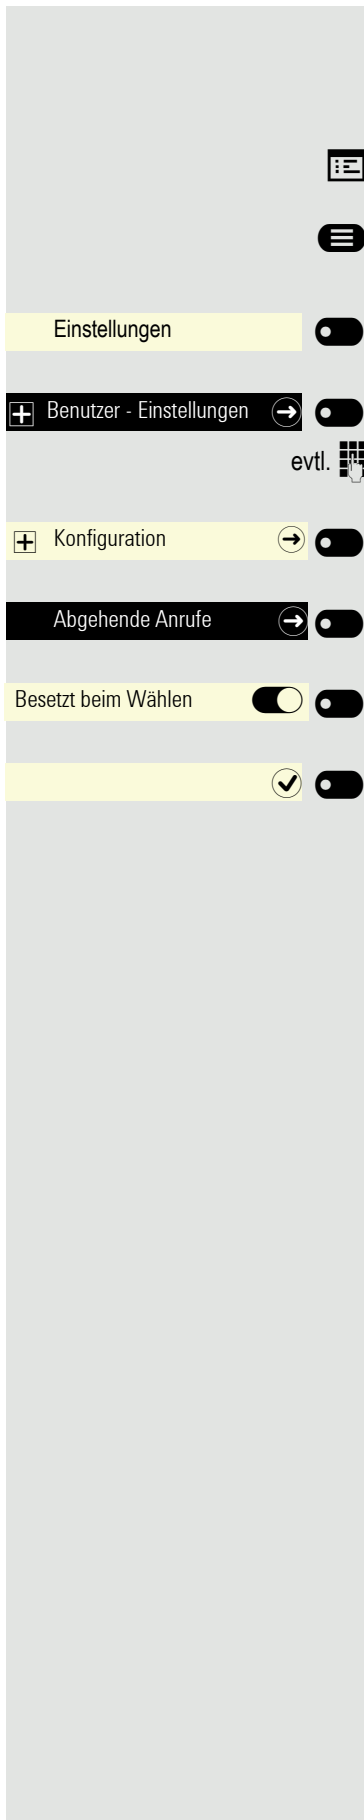 Einstellungen
Benutzer - Einstellungen
evtl.
Konfiguration
Abgehende Anrufe
Besetzt beim Wählen